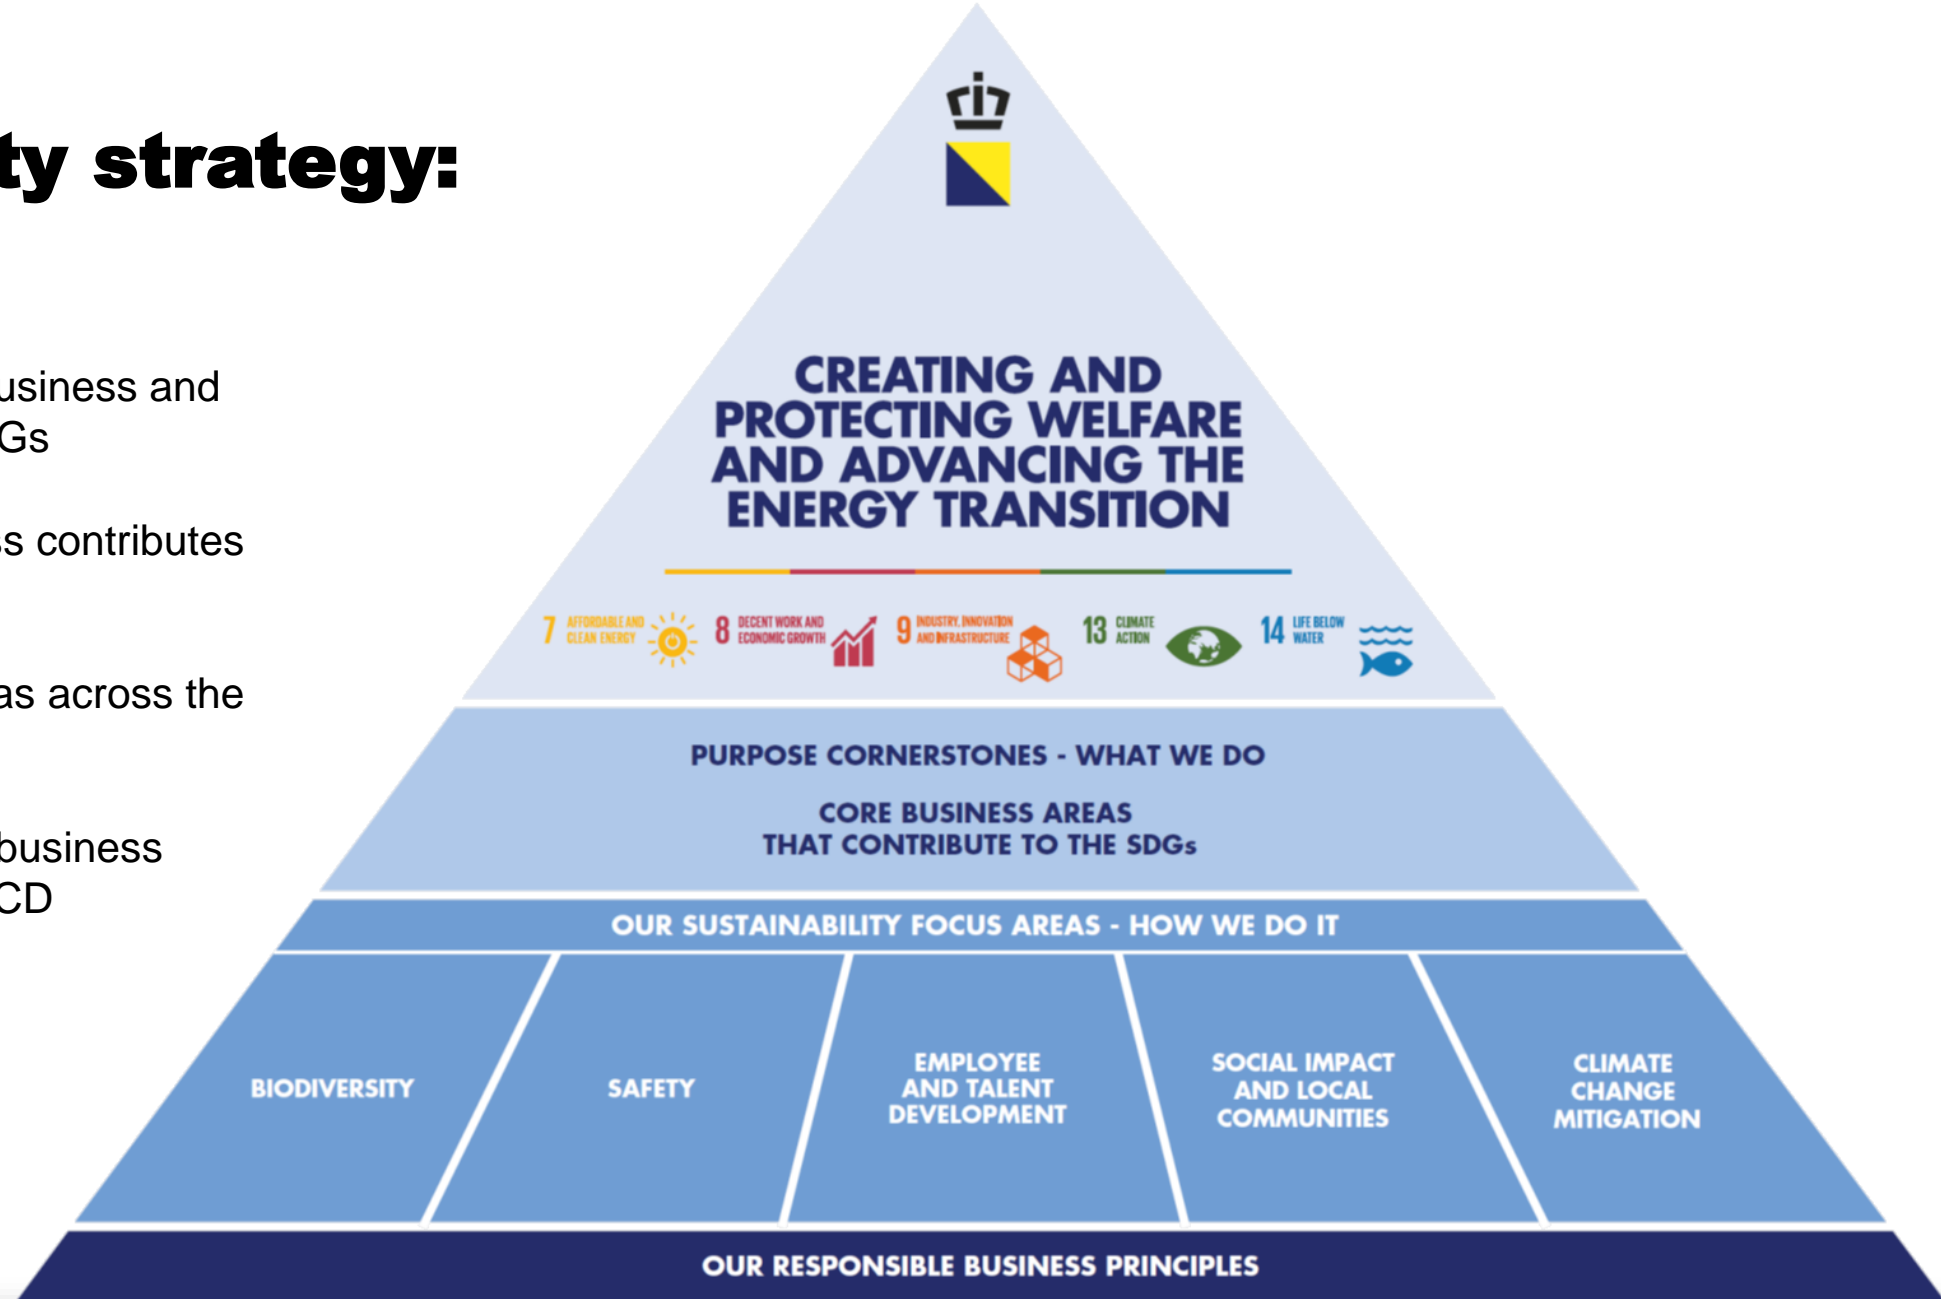 ty strategy:
usiness and
Gs
ss contributes
as across the
business
CD
CREATING AND
PROTECTING WELFARE
AND ADVANCING THE
ENERGY TRANSITION
7 AFFORDABLE AND
CLEAN ENERGY
8 DECENT WORK AND
ECONOMIC GROWTH
9 INDUSTRY, INNOVATION
AND INFRASTRUCTURE
13 CLIMATE
ACTION
14 LIFE BELOW
WATER
PURPOSE CORNERSTONES - WHAT WE DO
CORE BUSINESS AREAS
THAT CONTRIBUTE TO THE SDGs
OUR SUSTAINABILITY FOCUS AREAS - HOW WE DO IT
BIODIVERSITY
SAFETY
EMPLOYEE
AND TALENT
DEVELOPMENT
SOCIAL IMPACT
AND LOCAL
COMMUNITIES
CLIMATE
CHANGE
MITIGATION
OUR RESPONSIBLE BUSINESS PRINCIPLES